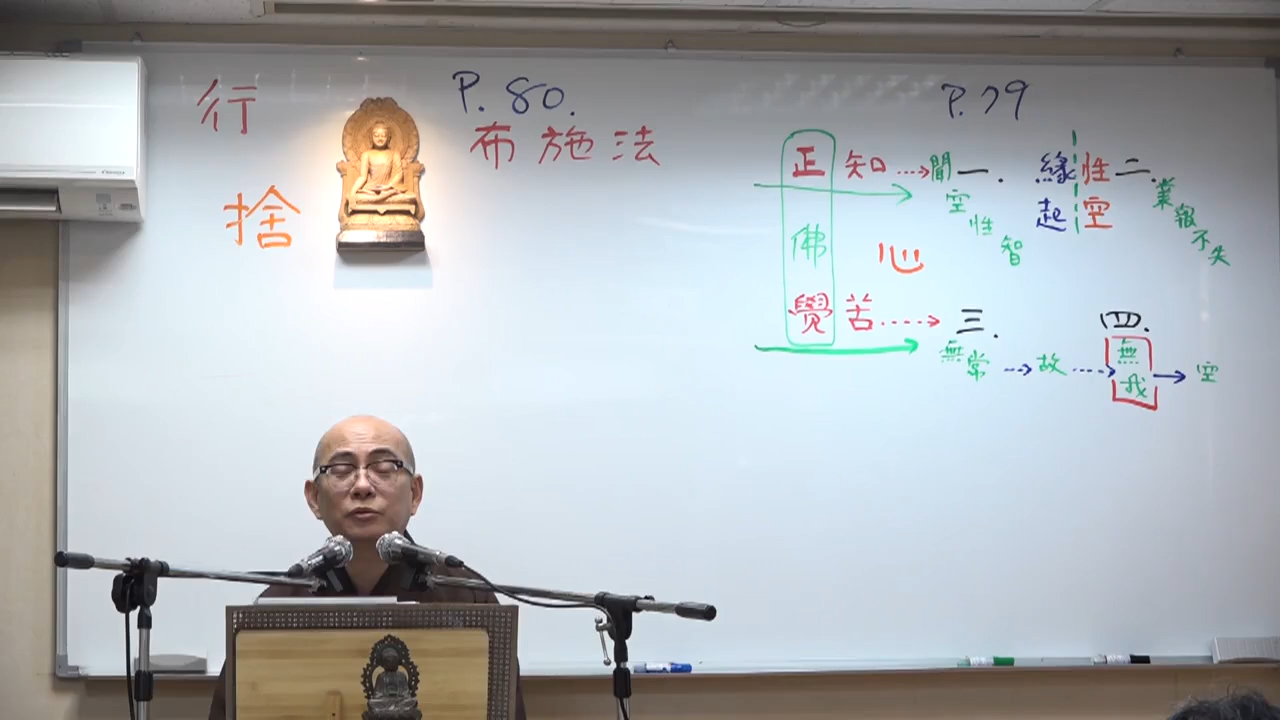 行
捨
P. 80.
布施法
P. 79
正知 聞 一. 緣性 二.
空性智 起空 業報不失
佛 心
覺苦 三. 四.
無常 故 無我 空